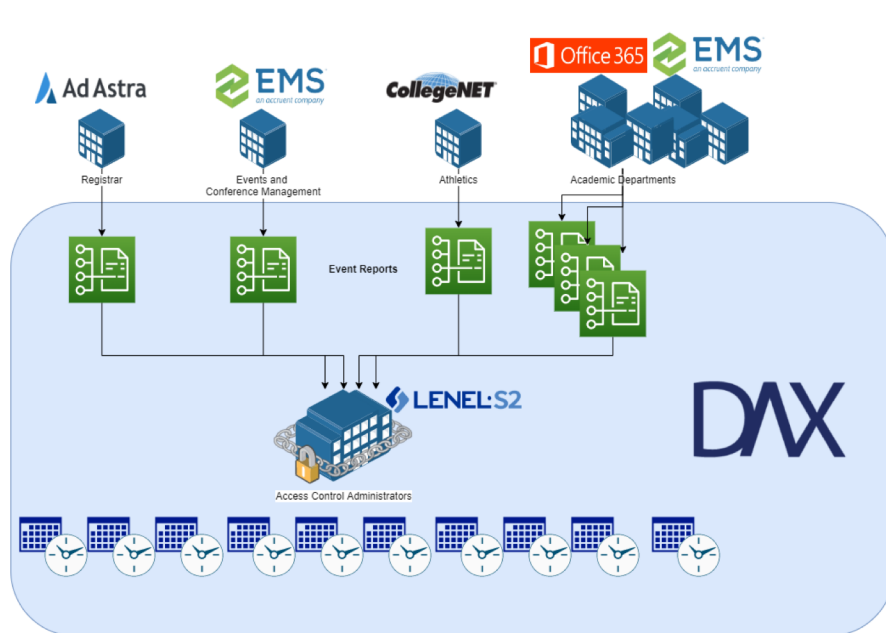 Office 365
EMS
an accruent company
Ad Astra
EMS
an accruent company
CollegeNET
Registrar
Events and
Conference Management
Athletics
Academic Departments
Event Reports
LENEL·S2
DAX
Access Control Administrators